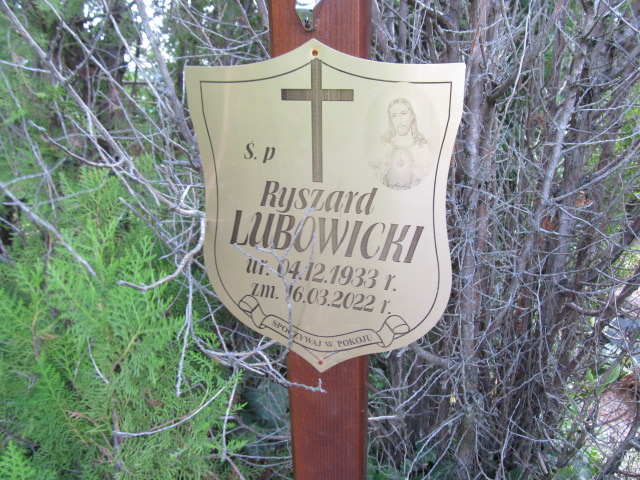 Ś. p
Ryszard
LUBOWICKI
ur. 04.12.1933 r.
zm. 16.03.2022 r.
SPOCZYWAJ W POKOJU